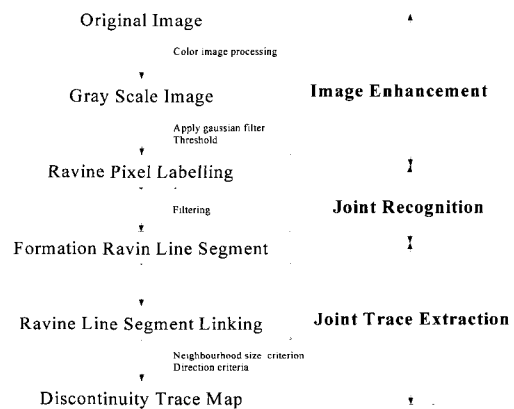 Original Image
Color image processing
Gray Scale Image
Image Enhancement
Apply gaussian filter
Threshold
Ravine Pixel Labelling
Filtering
Joint Recognition
Formation Ravin Line Segment
Ravine Line Segment Linking
Joint Trace Extraction
Neighbourhood size criterion
Direction criteria
Discontinuity Trace Map